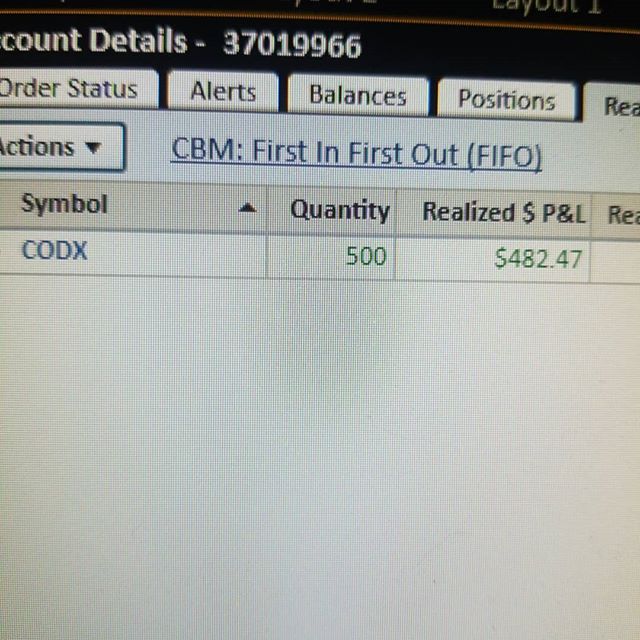 Layout 1
ccount Details - 37019966
Order Status Alerts Balances Positions Rea
Actions ▼ CBM: First In First Out (FIFO)
Symbol ▲ Quantity Realized $ P&L Rea
CODX 500 $482.47